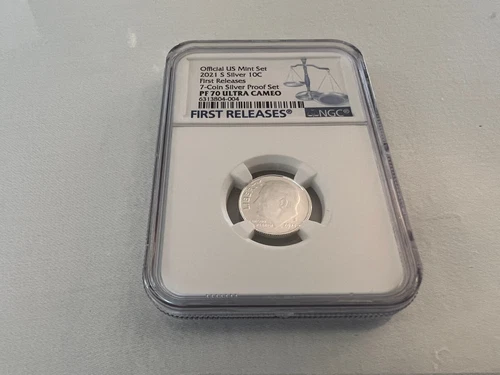 Official US Mint Set
2021 S Silver 10C
First Releases
7-Coin Silver Proof Set
PF 70 ULTRA CAMEO
6313804-004
FIRST RELEASES®
NGC®
LIBERTY